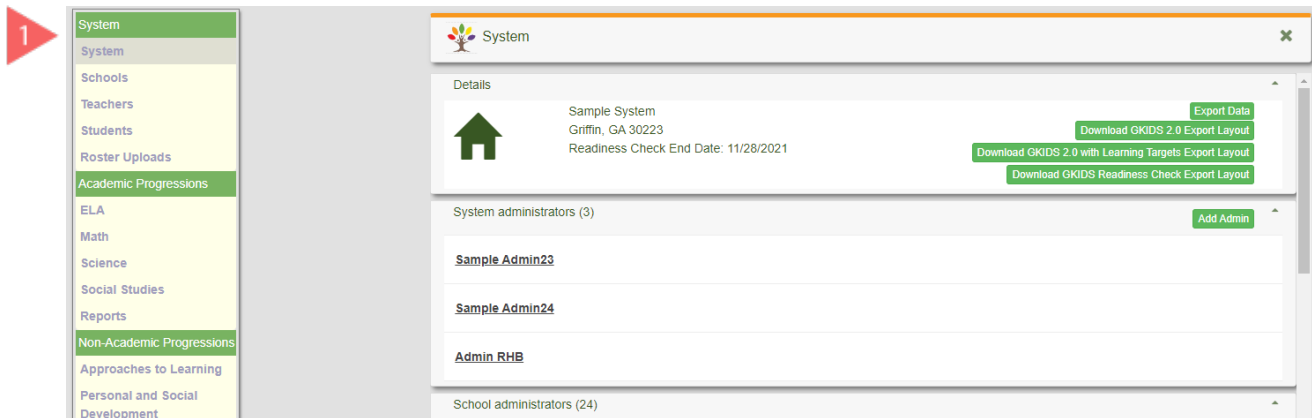 1
System
System
Schools
Teachers
Students
Roster Uploads
Academic Progressions
ELA
Math
Science
Social Studies
Reports
Non-Academic Progressions
Approaches to Learning
Personal and Social
Development
System
Details
Sample System
Griffin, GA 30223
Readiness Check End Date: 11/28/2021
Export Data
Download GKIDS 2.0 Export Layout
Download GKIDS 2.0 with Learning Targets Export Layout
Download GKIDS Readiness Check Export Layout
System administrators (3)
Add Admin
Sample Admin23
Sample Admin24
Admin RHB
School administrators (24)